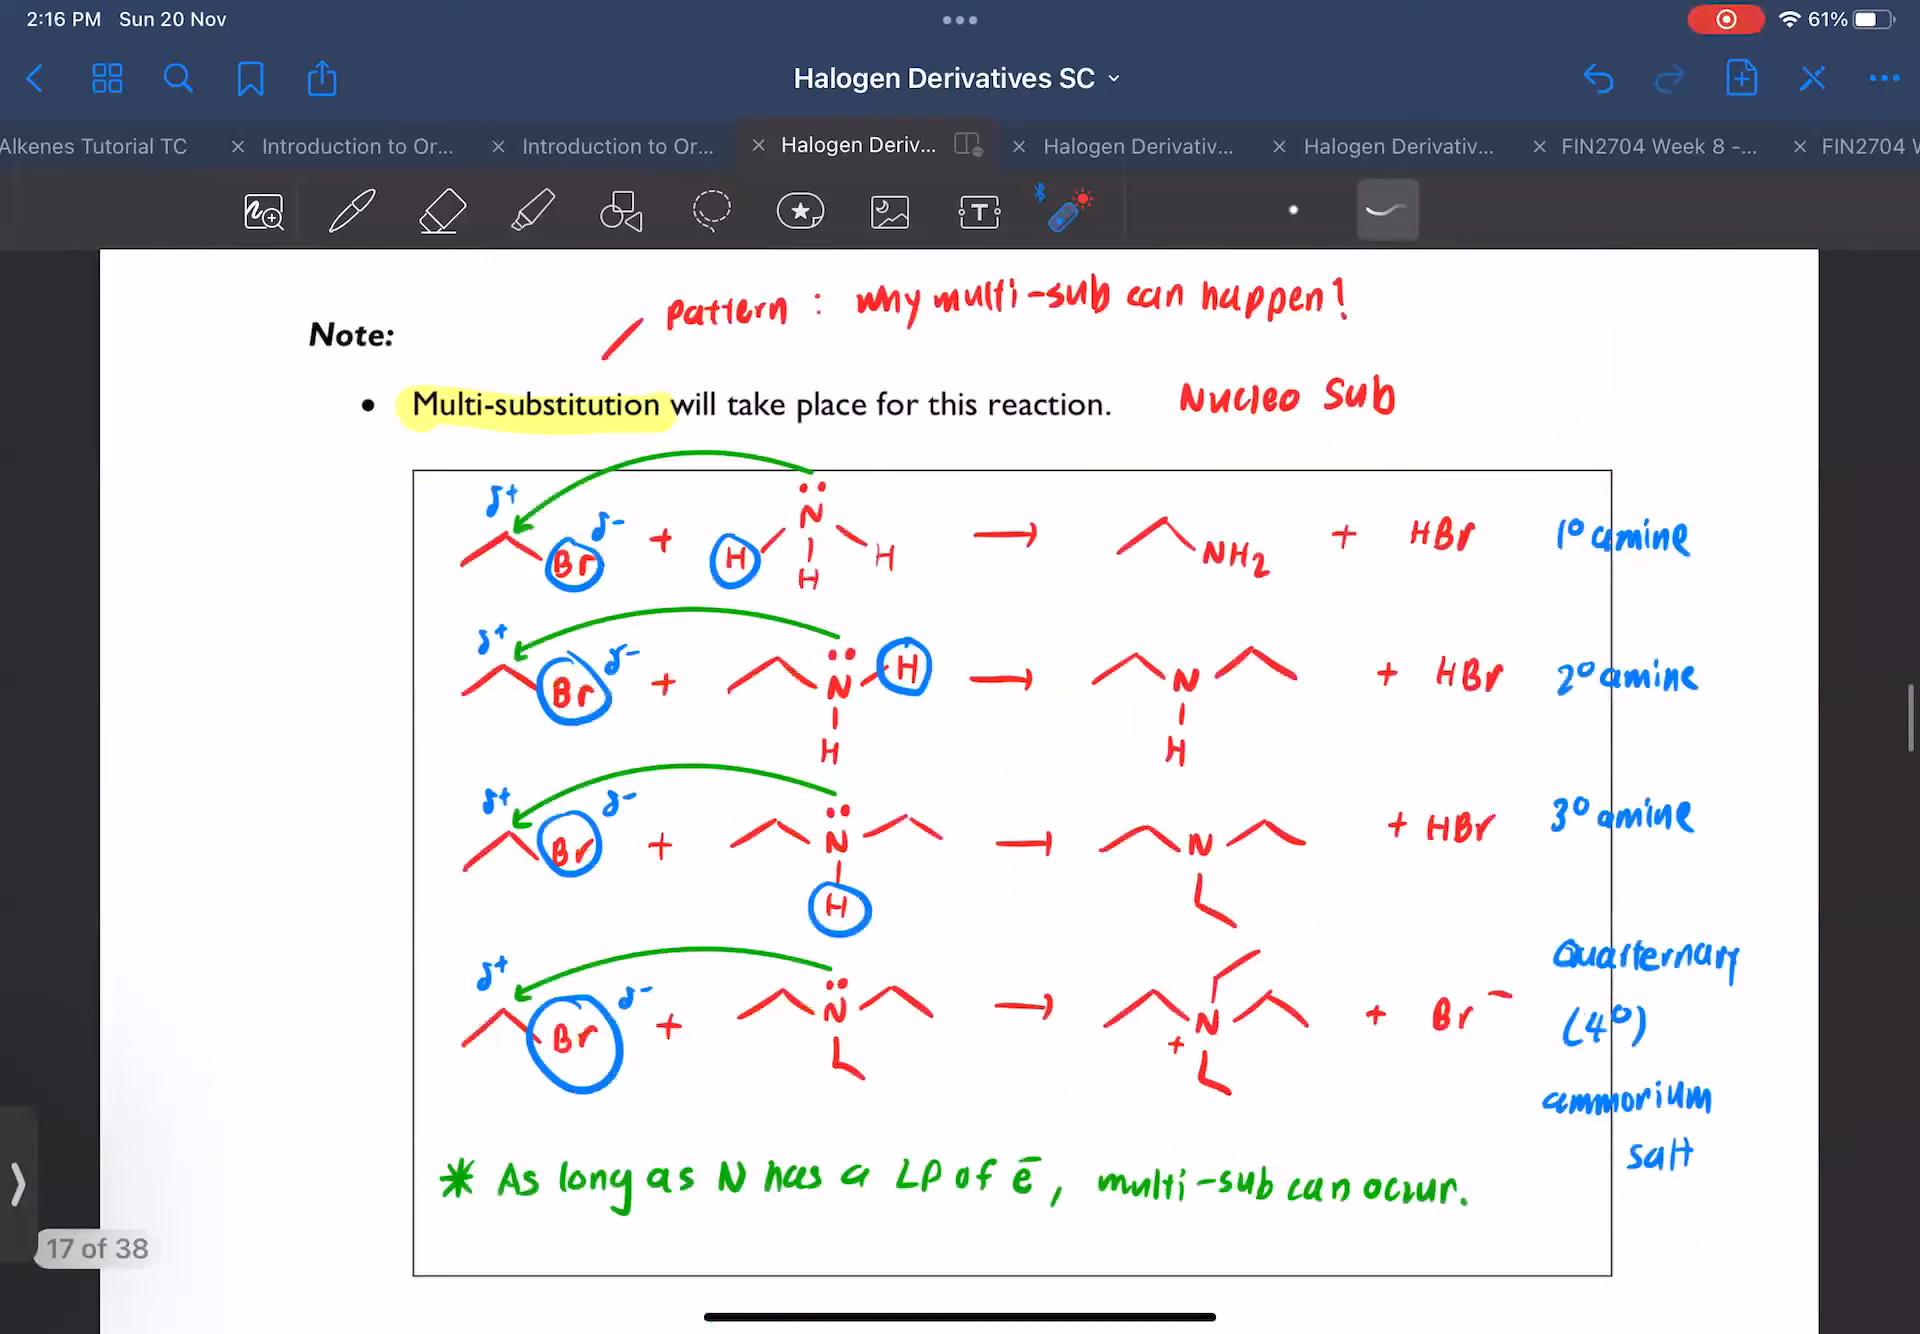 2:16 PM Sun 20 Nov
61%
Halogen Derivatives SC
Alkenes Tutorial TC
Introduction to Or...
Introduction to Or...
Halogen Deriv...
Halogen Derivativ...
Halogen Derivativ...
FIN2704 Week 8 -...
FIN2704 W
T
Pattern : why multi-sub can happen!
Note:
• Multi-substitution will take place for this reaction. Nucleo Sub
δ+ δ- Br + H N H H → NH2 + HBr 1° amine
δ+ δ- Br + N H H → N H + HBr 2° amine
δ+ δ- Br + N H → N + HBr 3° amine
δ+ δ- Br + N → N + + Br - Quarternary
(4°)
ammorium
salt
* As long as N has a LP of ē, multi-sub can occur.
17 of 38